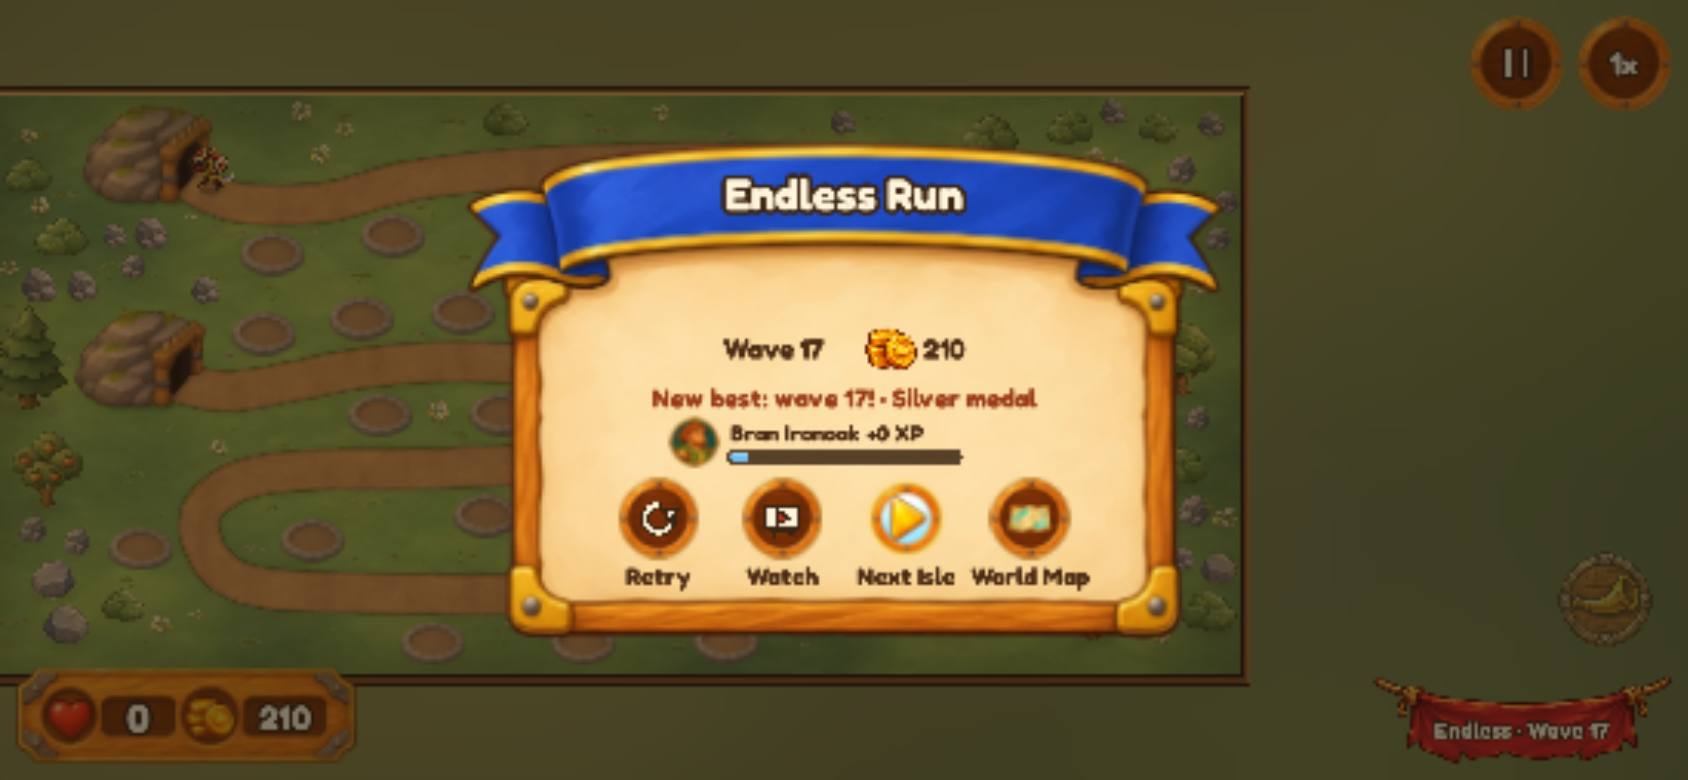 1x
Endless Run
Wave 17 210
New best: wave 17! · Silver medal
Bran Ironoak +0 XP
Retry Watch Next Isle World Map
0 210
Endless · Wave 17